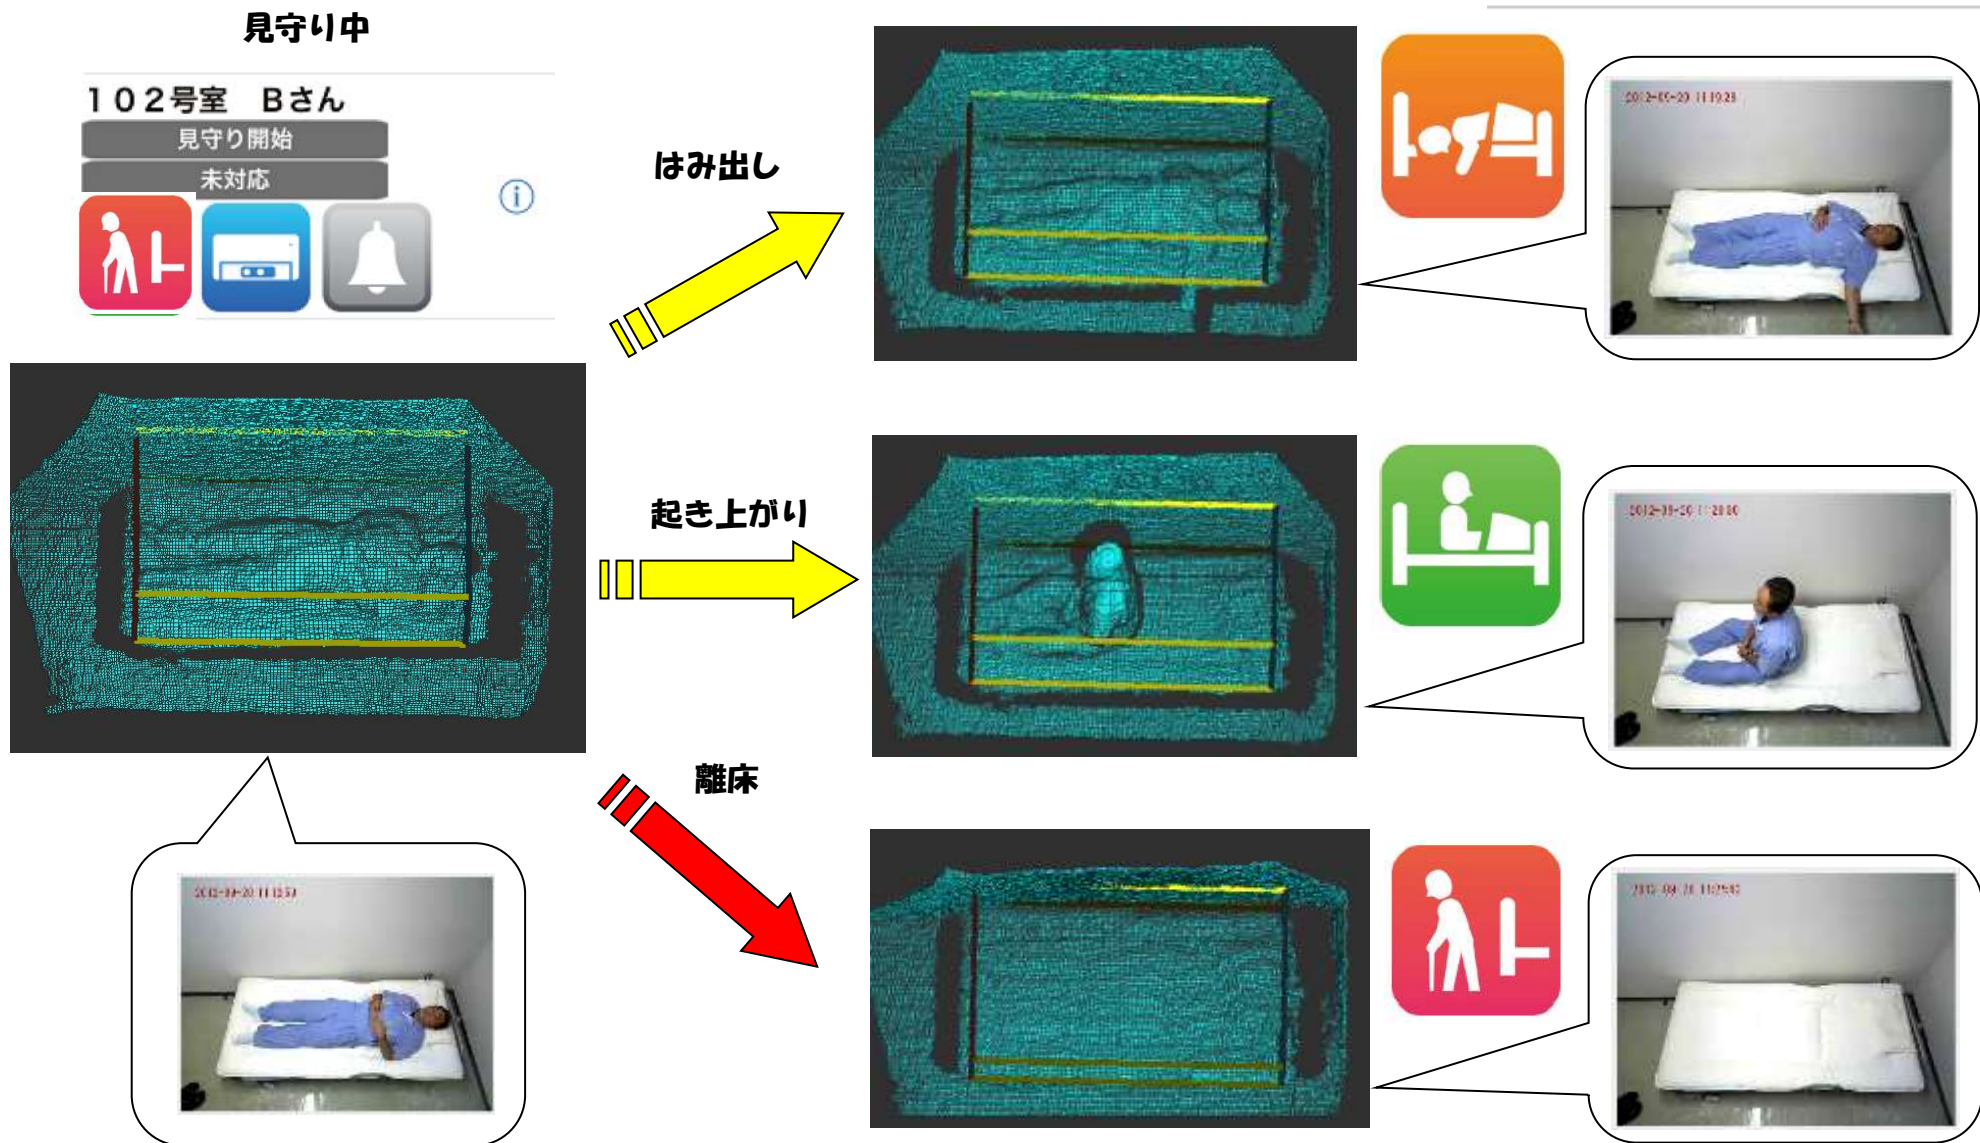 見守り中
１０２号室　Bさん
見守り開始
未対応
はみ出し
起き上がり
離床